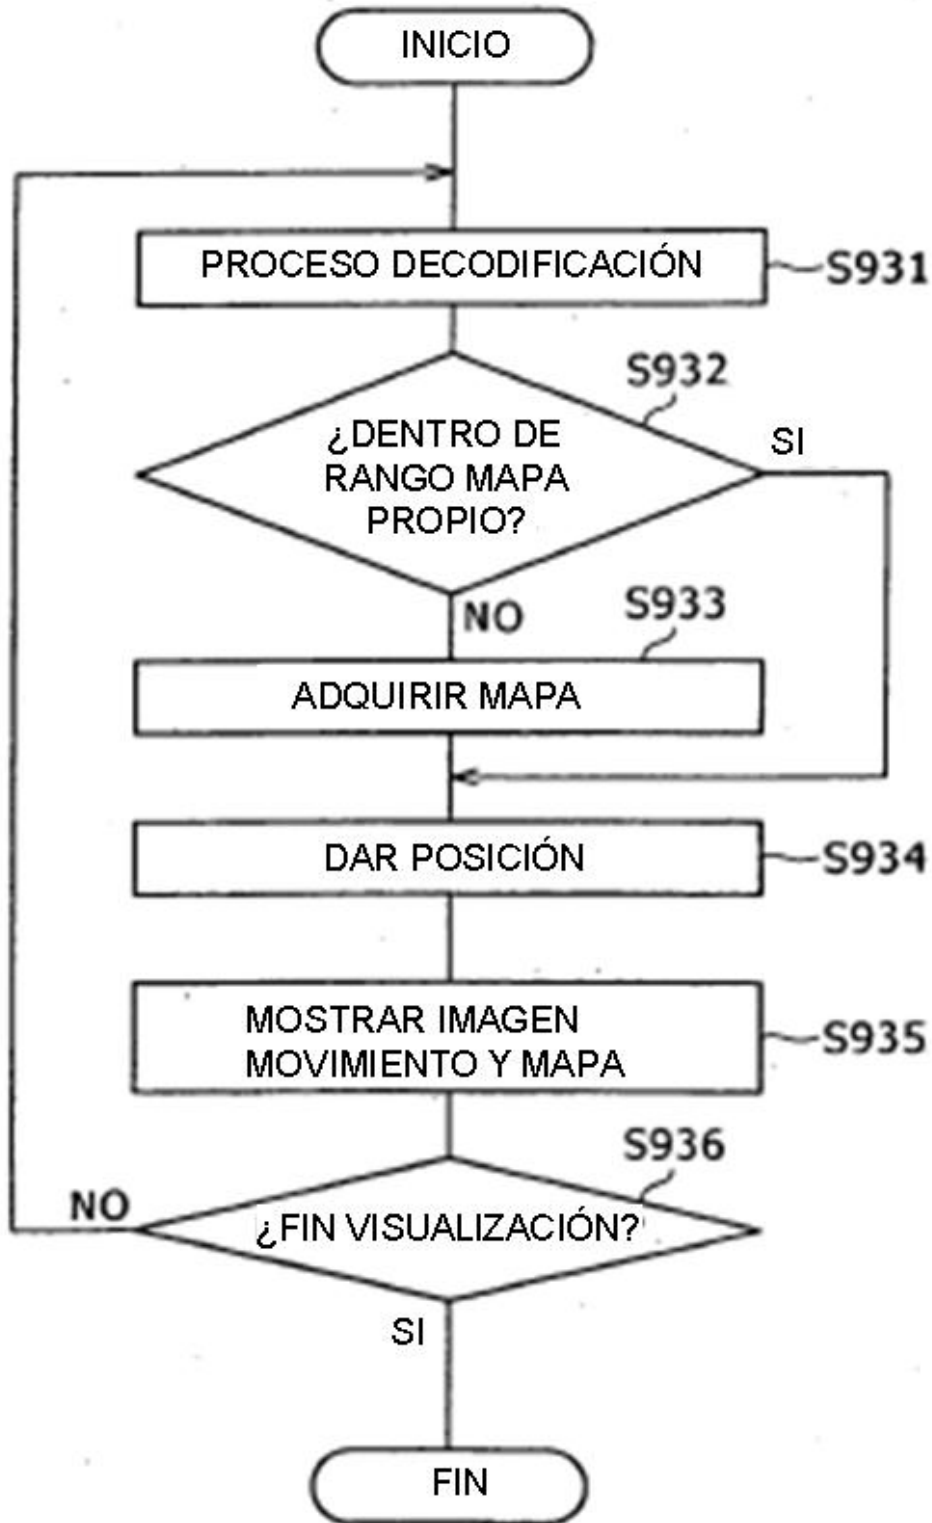 INICIO
PROCESO DECODIFICACIÓN
S931
S932
¿DENTRO DE
RANGO MAPA
PROPIO?
SI
NO
S933
ADQUIRIR MAPA
DAR POSICIÓN
S934
MOSTRAR IMAGEN
MOVIMIENTO Y MAPA
S935
S936
NO
¿FIN VISUALIZACIÓN?
SI
FIN